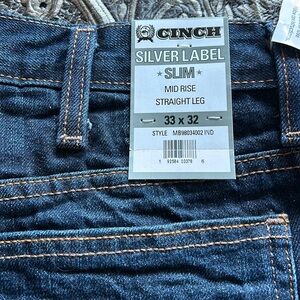 CINCH
SILVER LABEL
SLIM
MID RISE
STRAIGHT LEG
33 x 32
STYLE MB98034002 IND